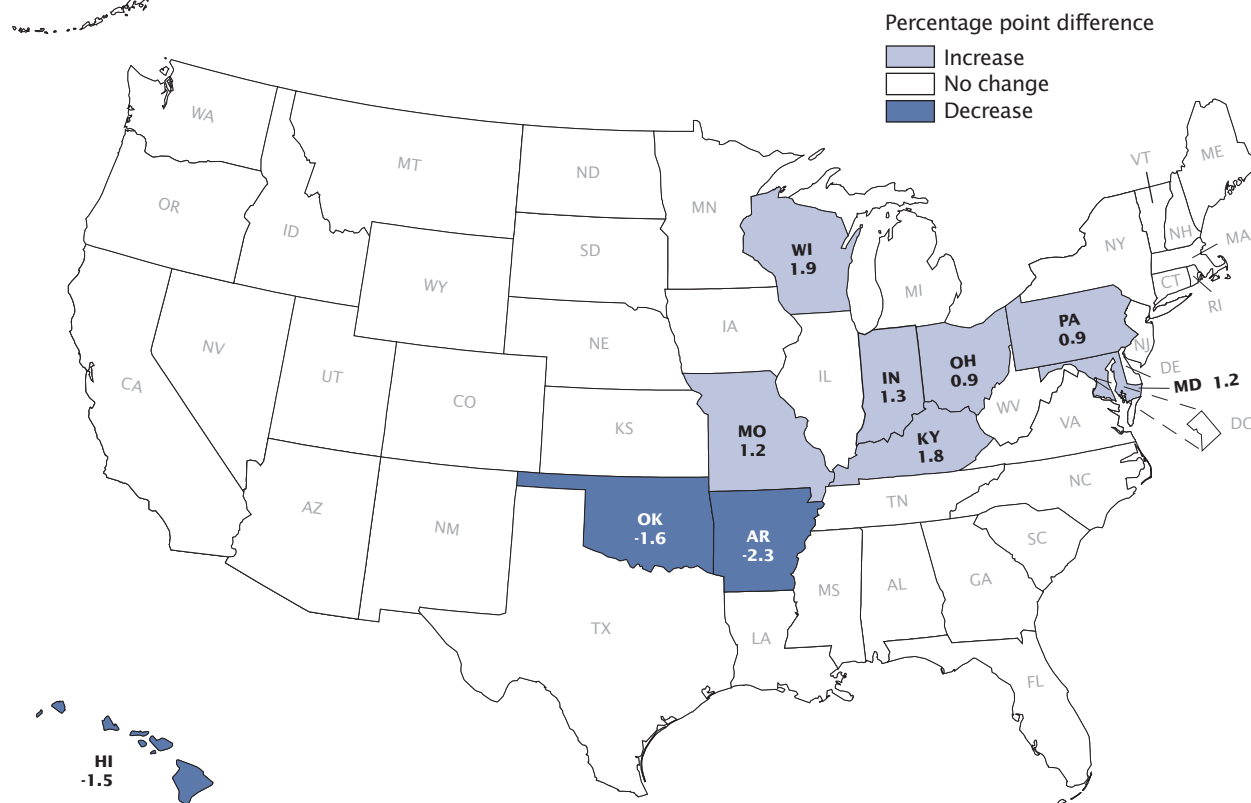 Percentage point difference
Increase
No change
Decrease
WA
MT
ND
MN
VT
ME
OR
ID
SD
WI
1.9
NY
NH
MA
WY
MI
CT
RI
IA
PA
0.9
NV
NE
NJ
CA
UT
CO
IL
IN
1.3
OH
0.9
DE
MD 1.2
KS
MO
1.2
KY
1.8
WV
VA
DC
AZ
NM
OK
-1.6
AR
-2.3
TN
NC
SC
TX
LA
MS
AL
GA
FL
HI
-1.5